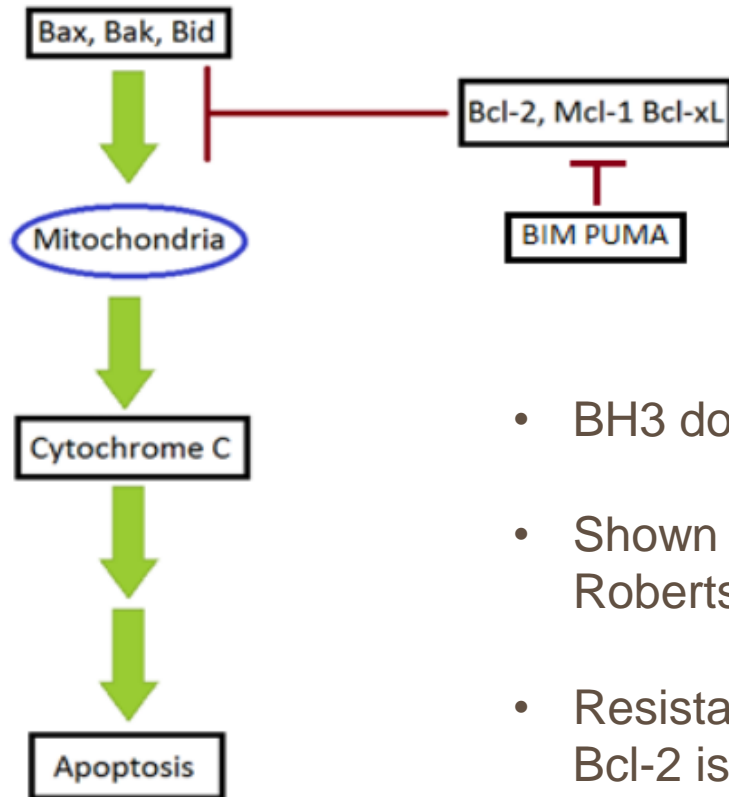 Bax, Bak, Bid
Bcl-2, Mcl-1 Bcl-xL
Mitochondria
BIM PUMA
Cytochrome C
Apoptosis
• BH3 do
• Shown
Roberts
• Resista
Bcl-2 is